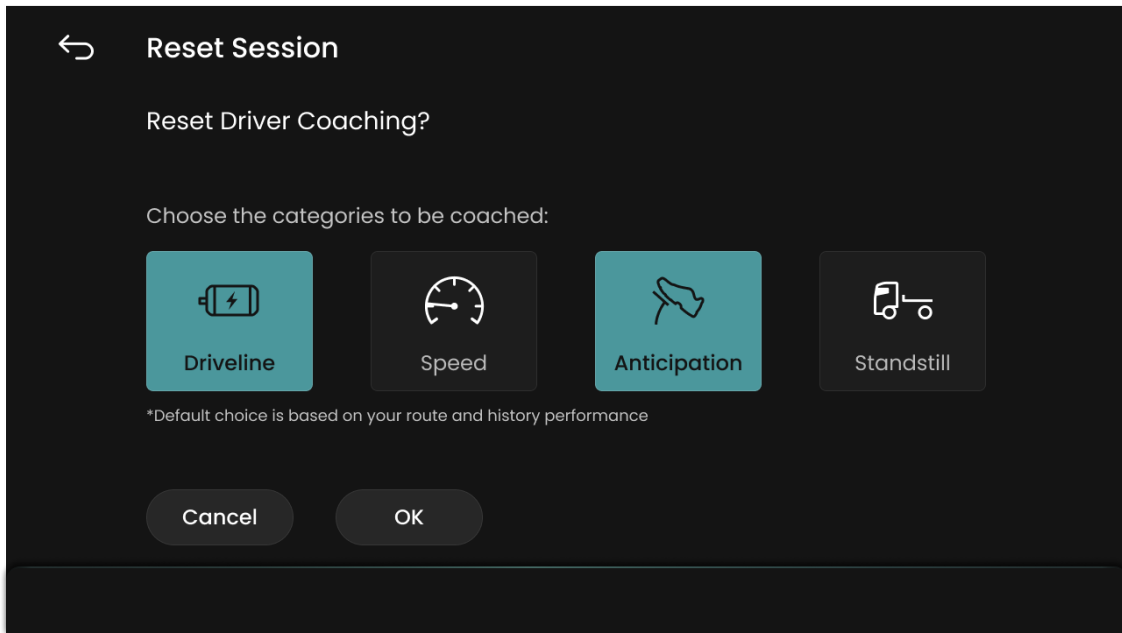 Reset Session
Reset Driver Coaching?
Choose the categories to be coached:
Driveline
Speed
Anticipation
Standstill
*Default choice is based on your route and history performance
Cancel
OK